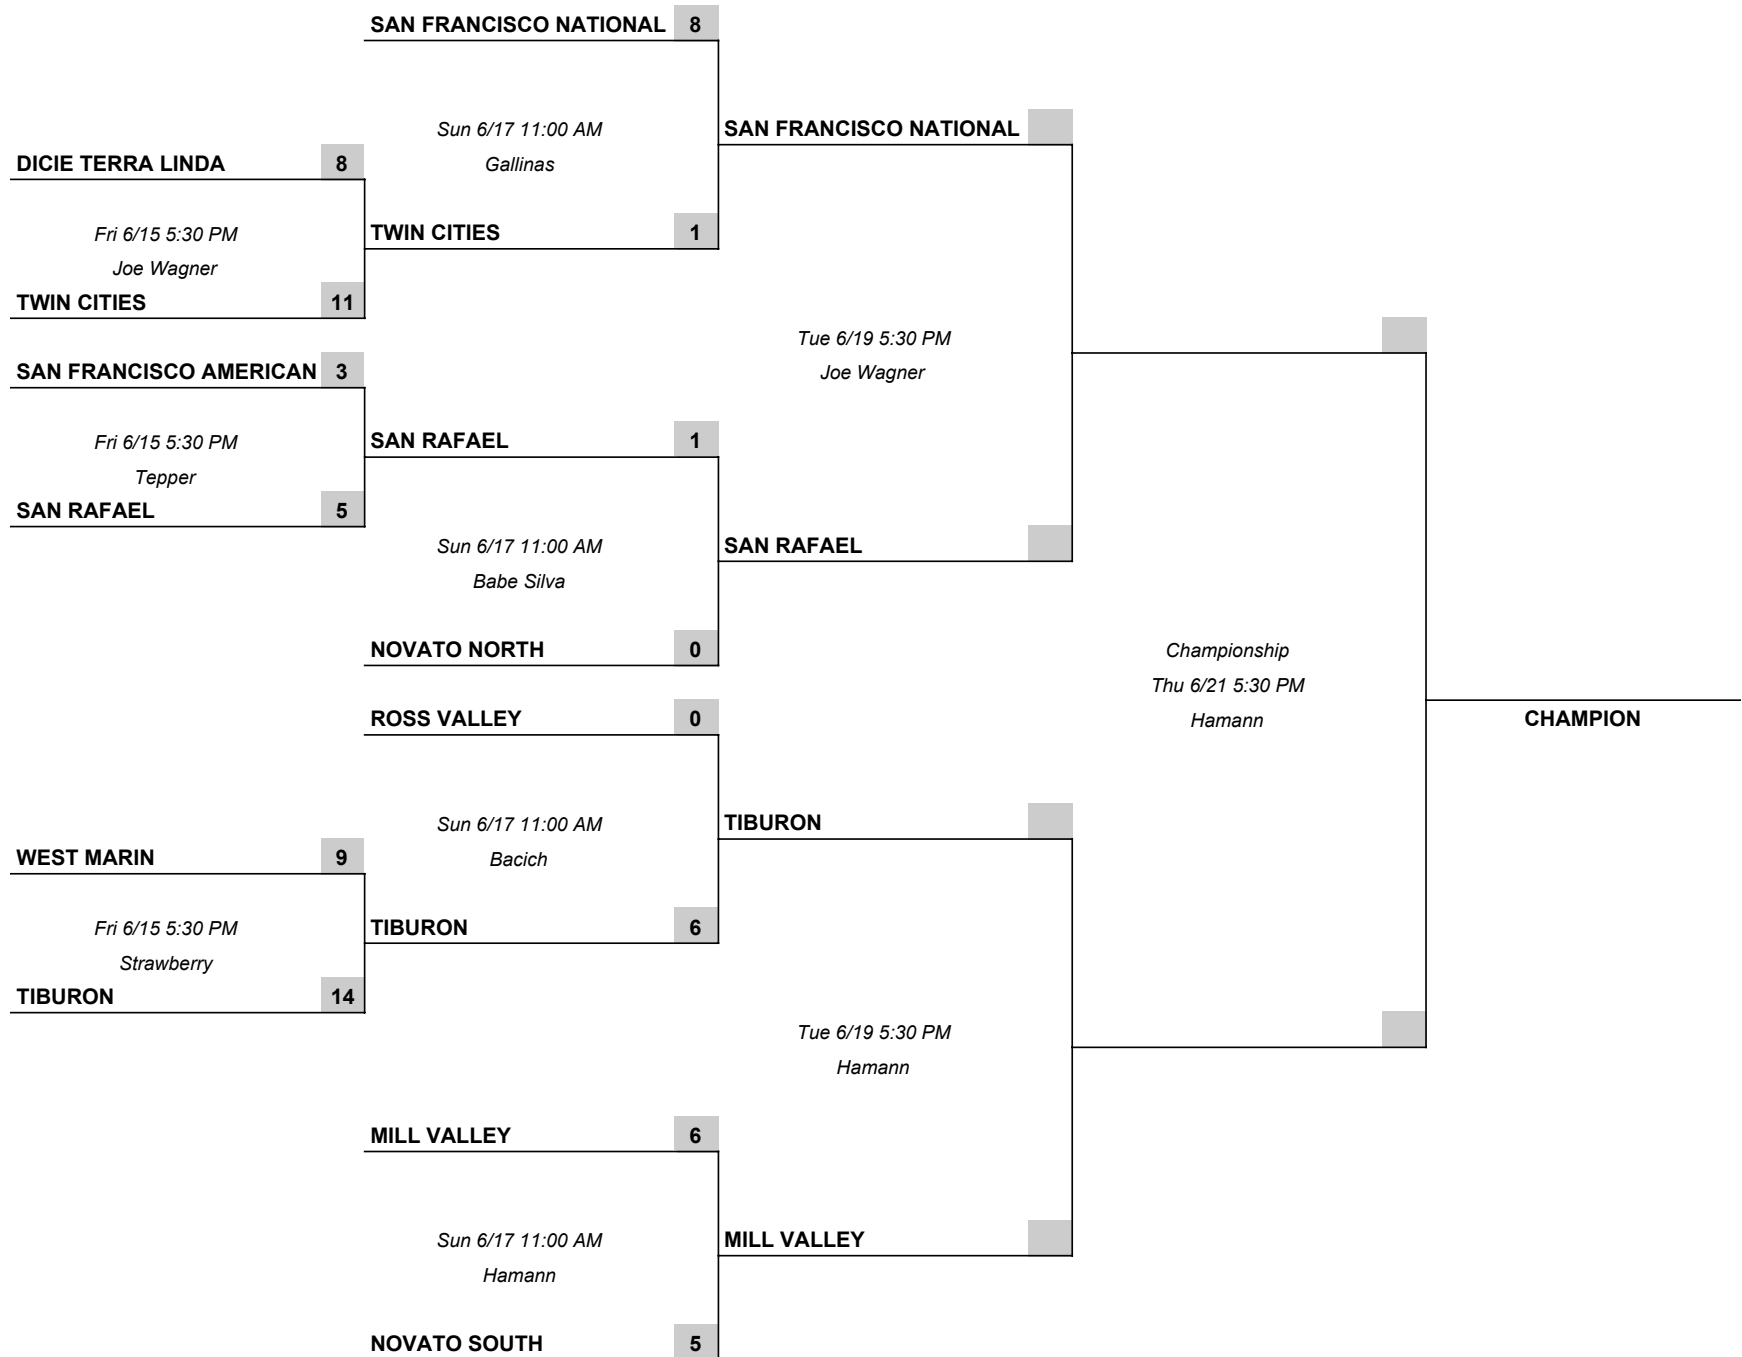 SAN FRANCISCO NATIONAL 8
Sun 6/17 11:00 AM
SAN FRANCISCO NATIONAL
DICIE TERRA LINDA 8
Gallinas
Fri 6/15 5:30 PM
TWIN CITIES 1
Joe Wagner
TWIN CITIES 11
Tue 6/19 5:30 PM
SAN FRANCISCO AMERICAN 3
Joe Wagner
Fri 6/15 5:30 PM
SAN RAFAEL 1
Tepper
SAN RAFAEL 5
Sun 6/17 11:00 AM
SAN RAFAEL
Babe Silva
NOVATO NORTH 0
Championship
Thu 6/21 5:30 PM
ROSS VALLEY 0
Hamann
CHAMPION
Sun 6/17 11:00 AM
TIBURON
WEST MARIN 9
Bacich
Fri 6/15 5:30 PM
TIBURON 6
Strawberry
TIBURON 14
Tue 6/19 5:30 PM
Hamann
MILL VALLEY 6
Sun 6/17 11:00 AM
MILL VALLEY
Hamann
NOVATO SOUTH 5